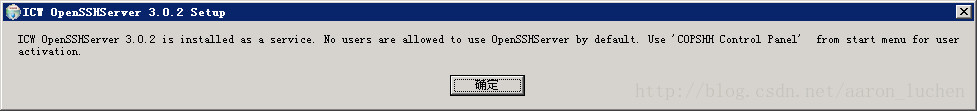 ICW OpenSSHServer 3.0.2 Setup
ICW OpenSSHServer 3.0.2 is installed as a service. No users are allowed to use OpenSSHServer by default. Use 'COPSHH Control Panel' from start menu for user
activation.
确定
http://blog.csdn.net/aaron_luchen